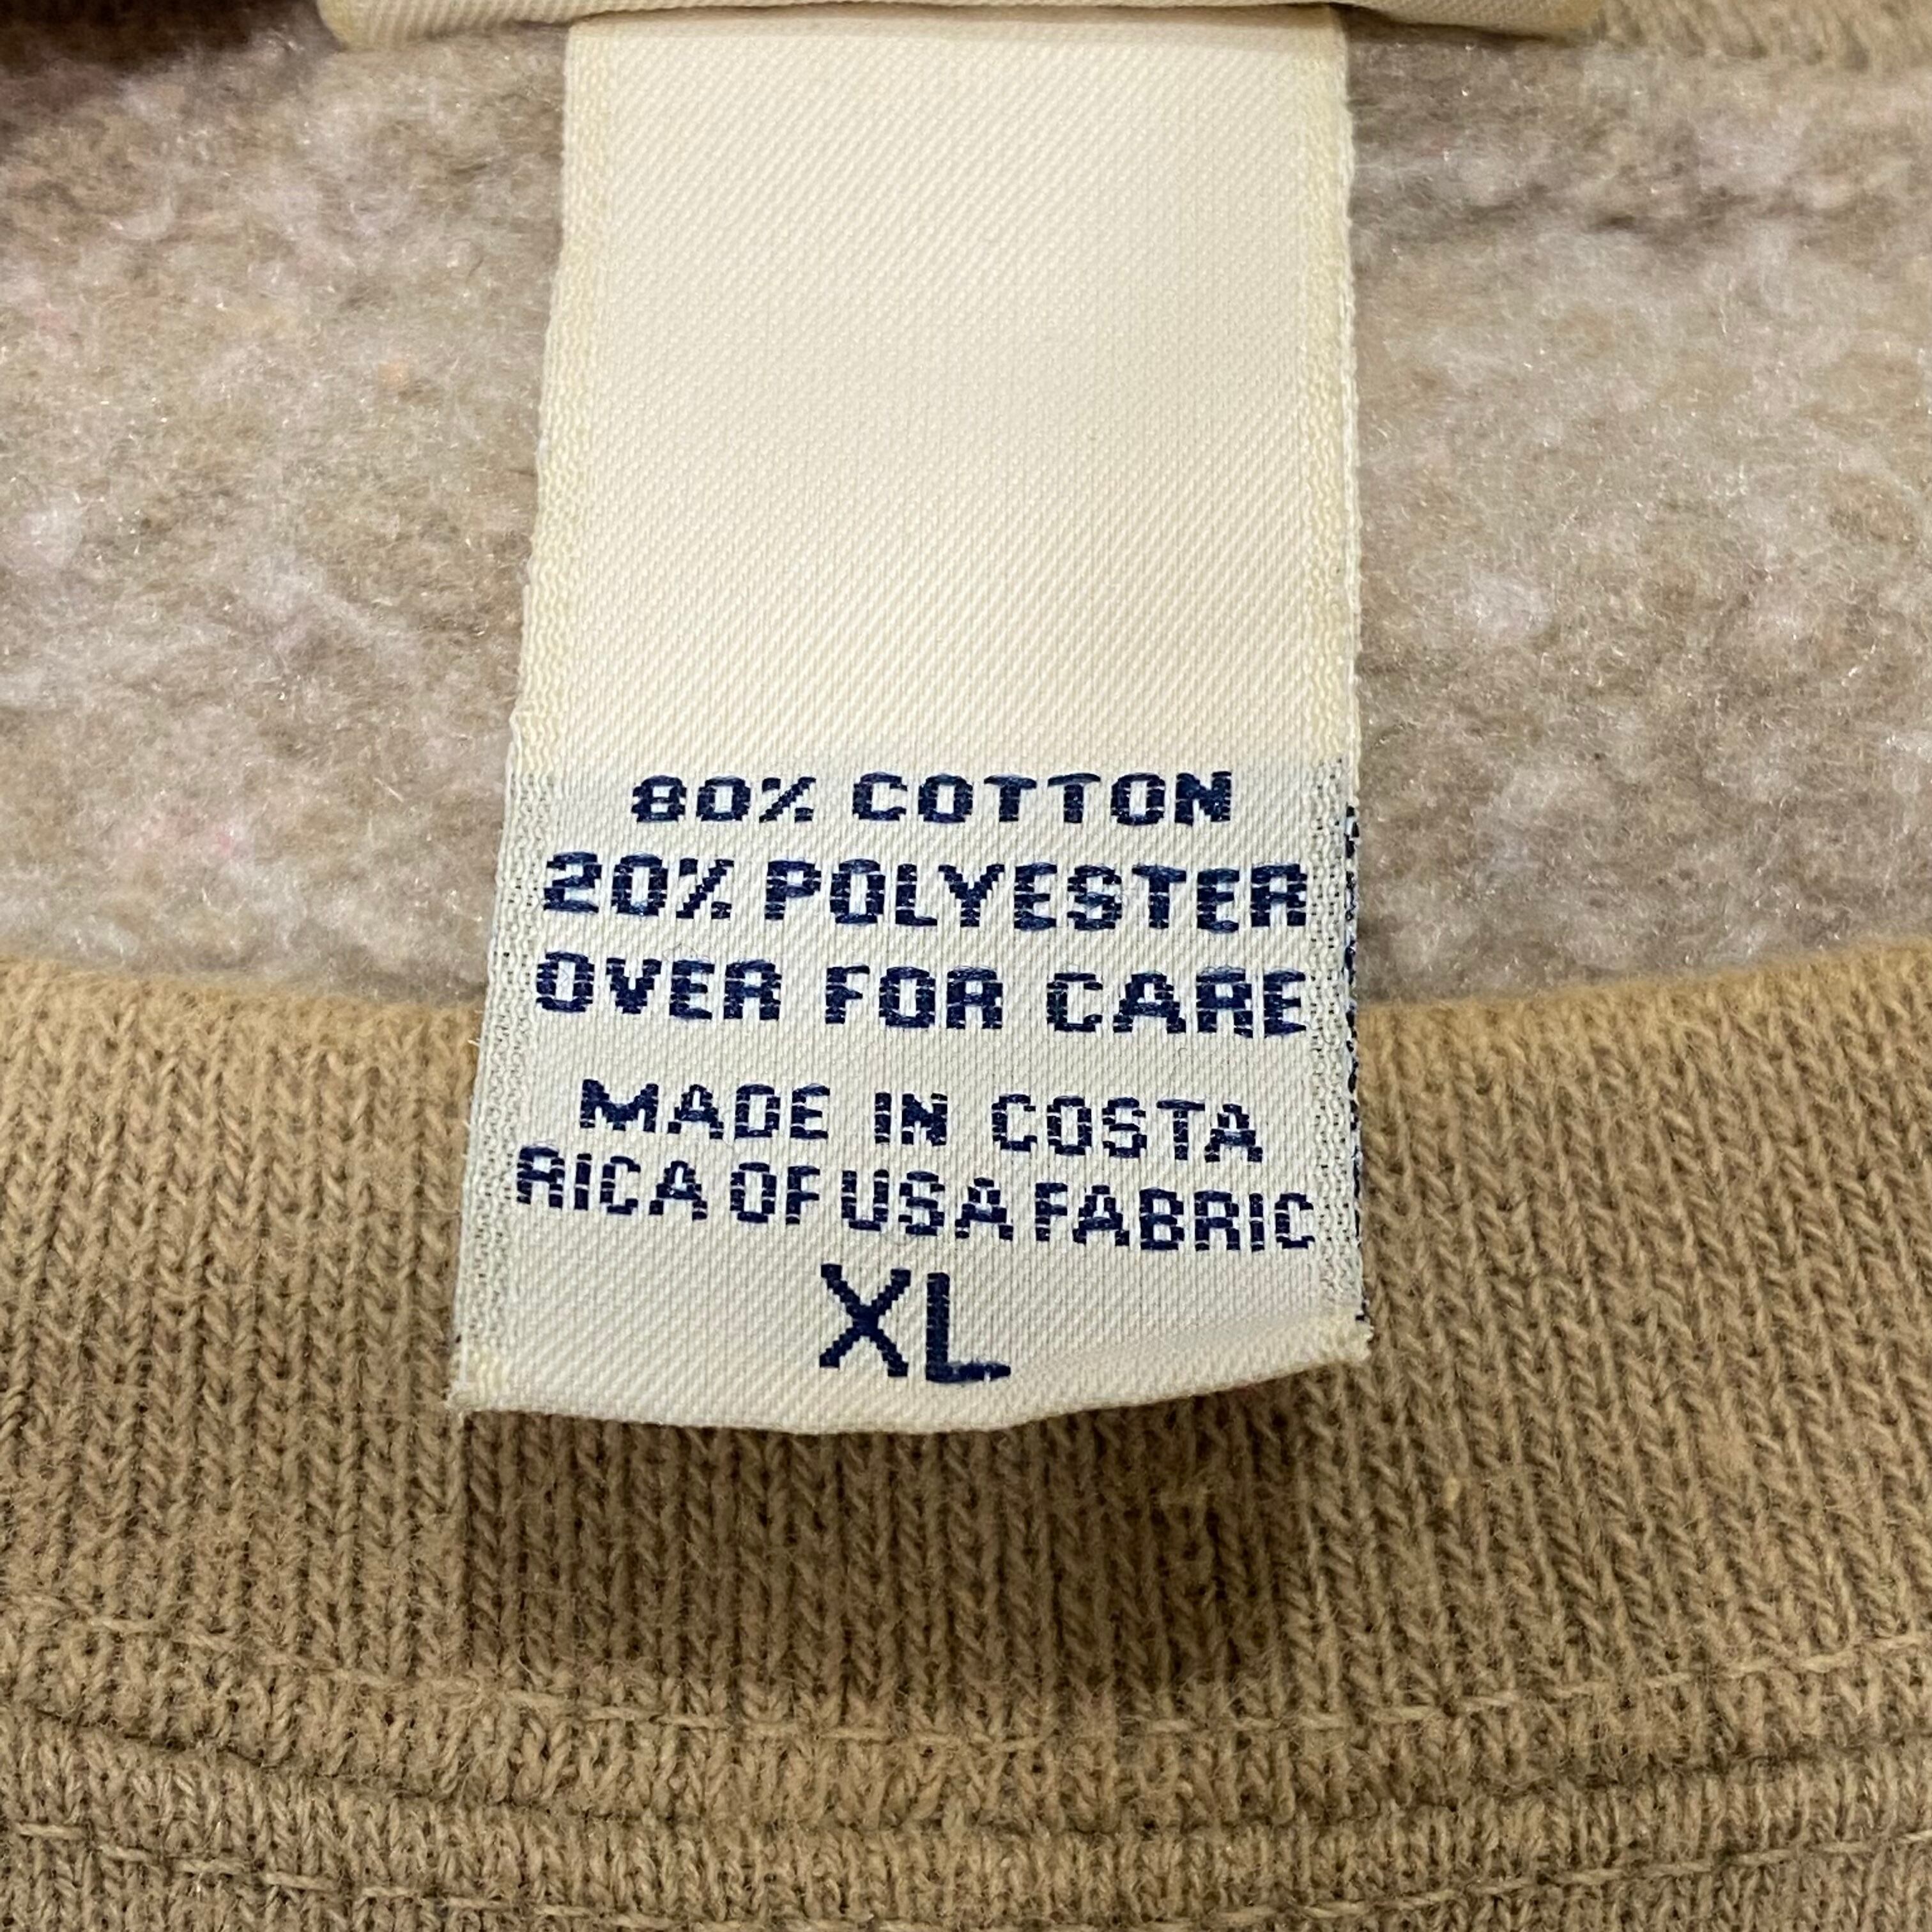 80% COTTON
20% POLYESTER
OVER FOR CARE
MADE IN COSTA
RICA OF USA FABRIC
XL